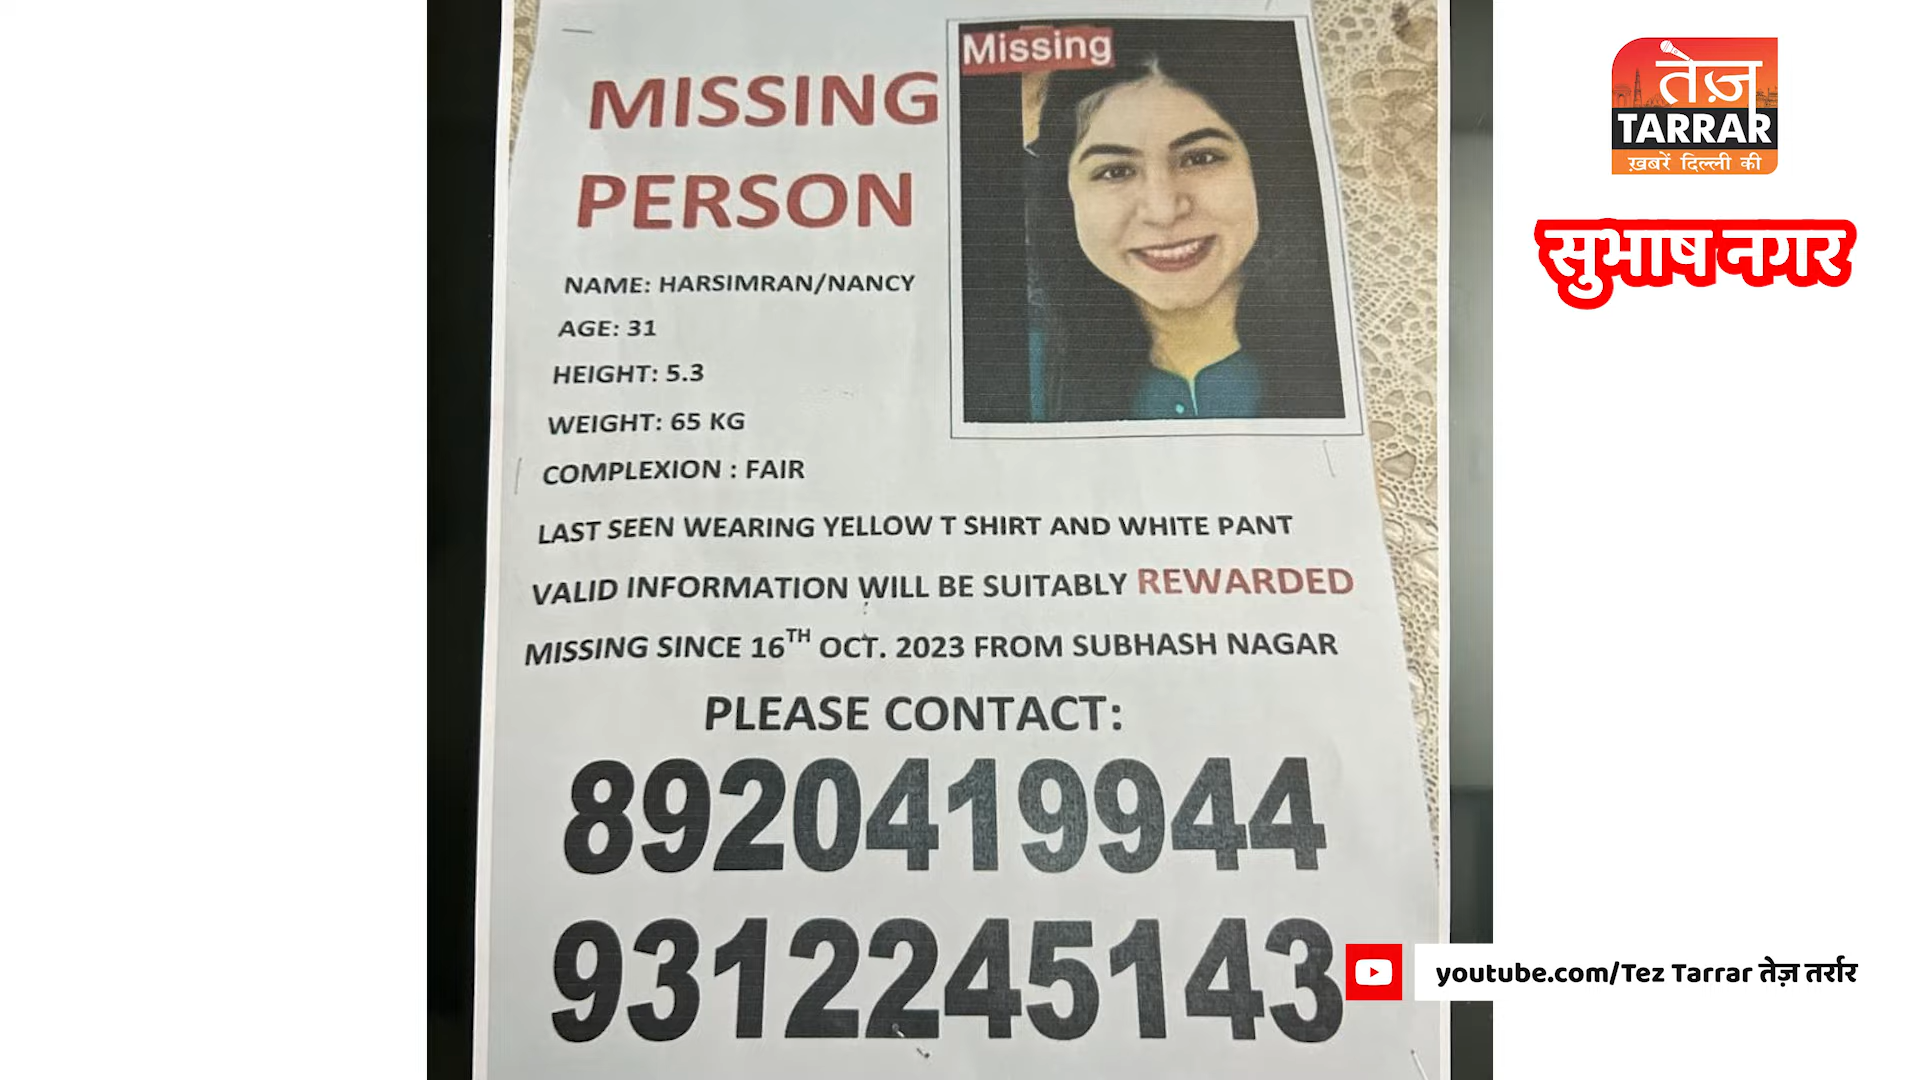 MISSING
PERSON
Missing
NAME: HARSIMRAN/NANCY
AGE: 31
HEIGHT: 5.3
WEIGHT: 65 KG
COMPLEXION : FAIR
LAST SEEN WEARING YELLOW T SHIRT AND WHITE PANT
VALID INFORMATION WILL BE SUITABLY REWARDED
MISSING SINCE 16TH OCT. 2023 FROM SUBHASH NAGAR
PLEASE CONTACT:
8920419944
9312245143
तेज़
TARRAR
ख़बरें दिल्ली की
सुभाष नगर
youtube.com/Tez Tarrar तेज़ तर्रार